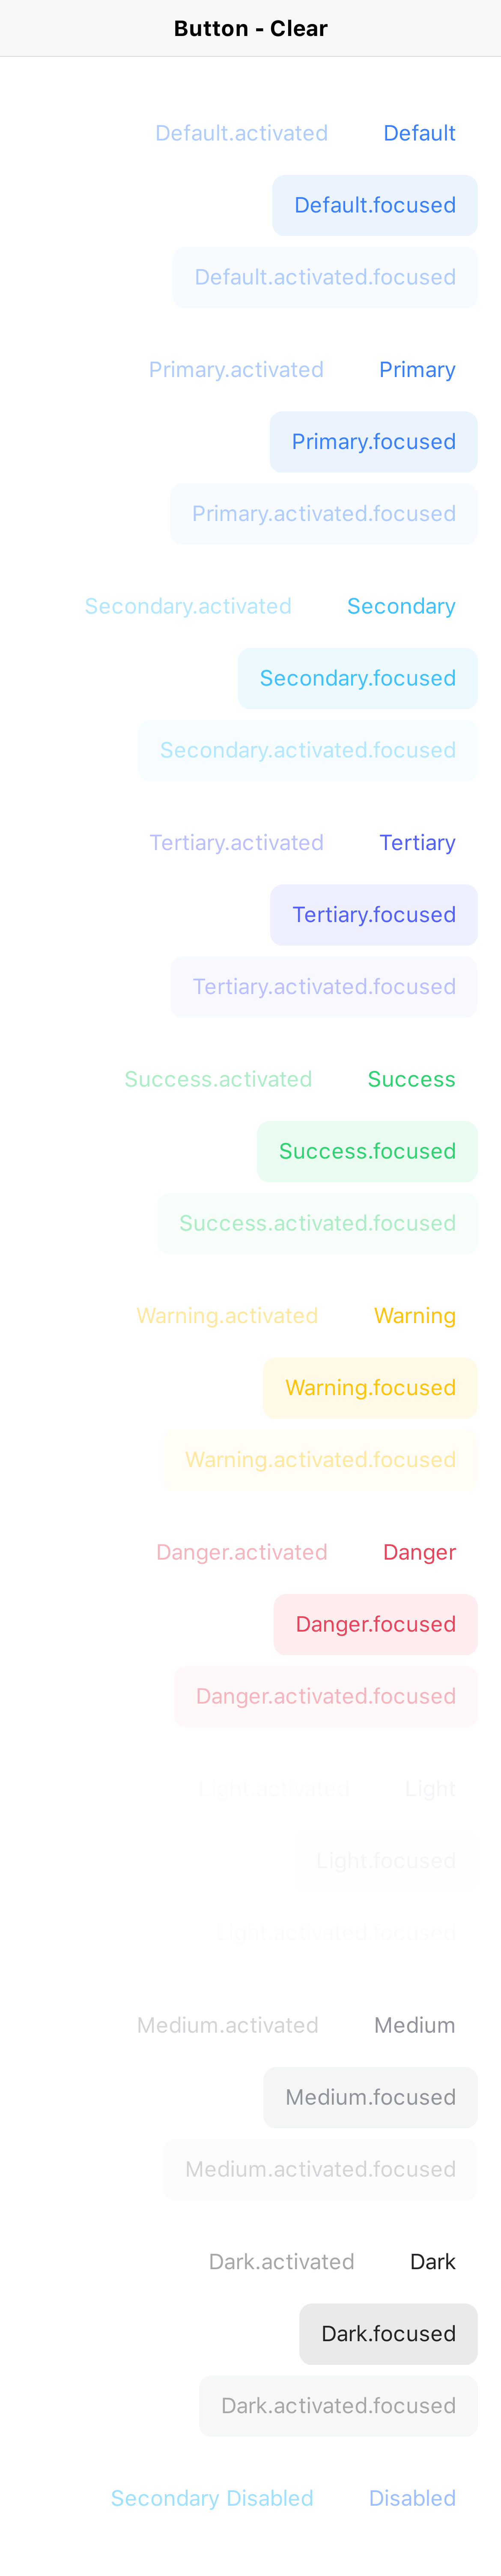 Button - Clear
Default.activated Default
Default.focused
Default.activated.focused
Primary.activated Primary
Primary.focused
Primary.activated.focused
Secondary.activated Secondary
Secondary.focused
Secondary.activated.focused
Tertiary.activated Tertiary
Tertiary.focused
Tertiary.activated.focused
Success.activated Success
Success.focused
Success.activated.focused
Warning.activated Warning
Warning.focused
Warning.activated.focused
Danger.activated Danger
Danger.focused
Danger.activated.focused
Light.activated Light
Light.focused
Light.activated.focused
Medium.activated Medium
Medium.focused
Medium.activated.focused
Dark.activated Dark
Dark.focused
Dark.activated.focused
Secondary Disabled Disabled